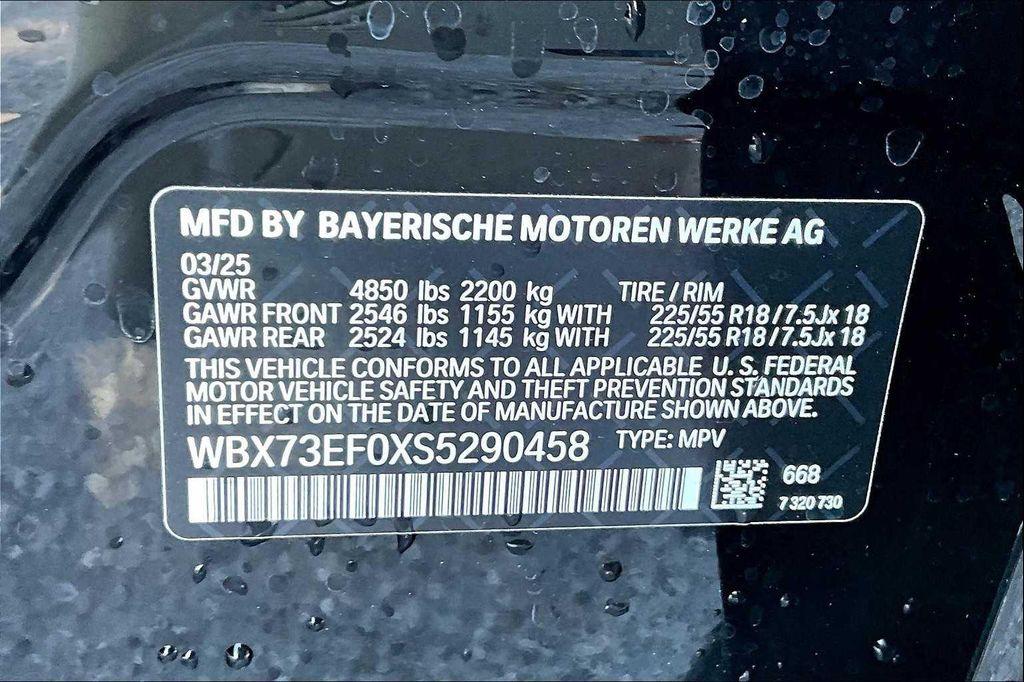 MFD BY BAYERISCHE MOTOREN WERKE AG
03/25
GVWR 4850 lbs 2200 kg TIRE / RIM
GAWR FRONT 2546 lbs 1155 kg WITH 225/55 R18 / 7.5Jx 18
GAWR REAR 2524 lbs 1145 kg WITH 225/55 R18 / 7.5Jx 18
THIS VEHICLE CONFORMS TO ALL APPLICABLE U. S. FEDERAL
MOTOR VEHICLE SAFETY AND THEFT PREVENTION STANDARDS
IN EFFECT ON THE DATE OF MANUFACTURE SHOWN ABOVE.
WBX73EF0XS5290458 TYPE: MPV
668
7 320 730